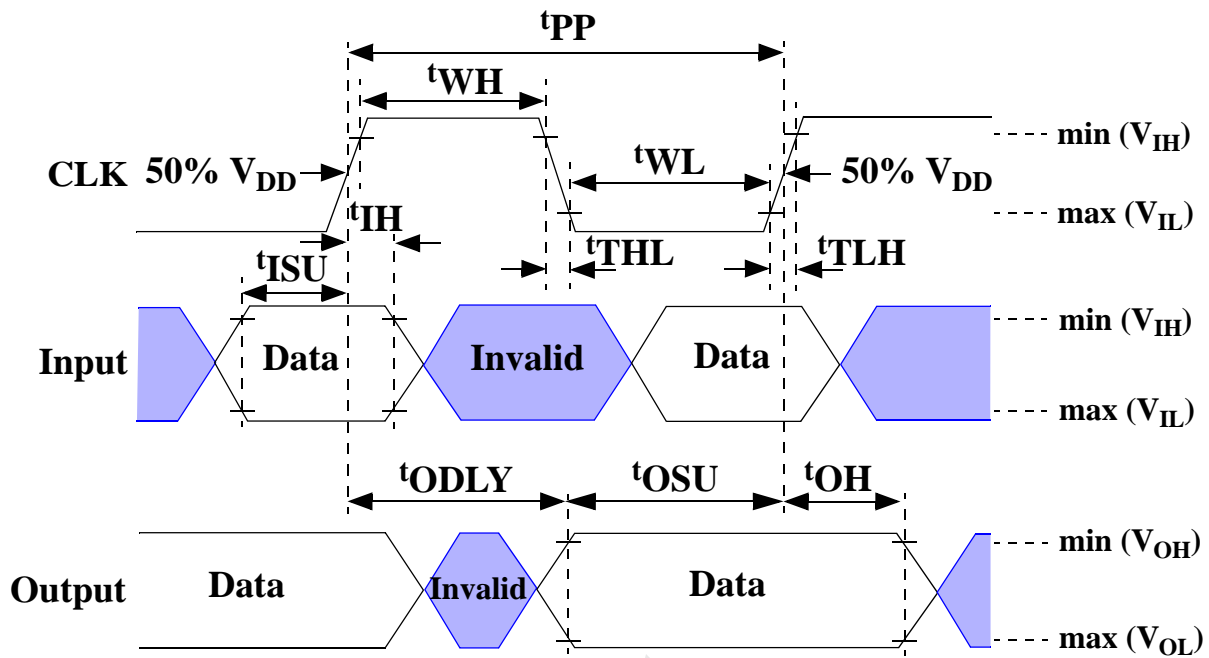 tPP
tWH
min (VIH)
CLK 50% VDD
tWL
50% VDD
max (VIL)
tIH
tTHL
tTLH
tISU
min (VIH)
Input
Data
Invalid
Data
max (VIL)
tODLY
tOSU
tOH
min (VOH)
Output
Data
Invalid
Data
max (VOL)